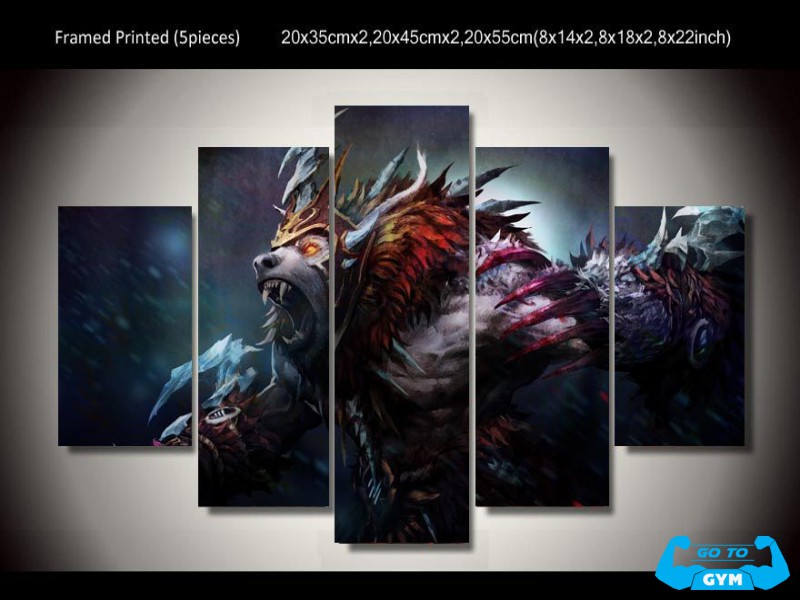 Framed Printed (5pieces) 20x35cmx2,20x45cmx2,20x55cm(8x14x2,8x18x2,8x22inch)
GO TO
GYM